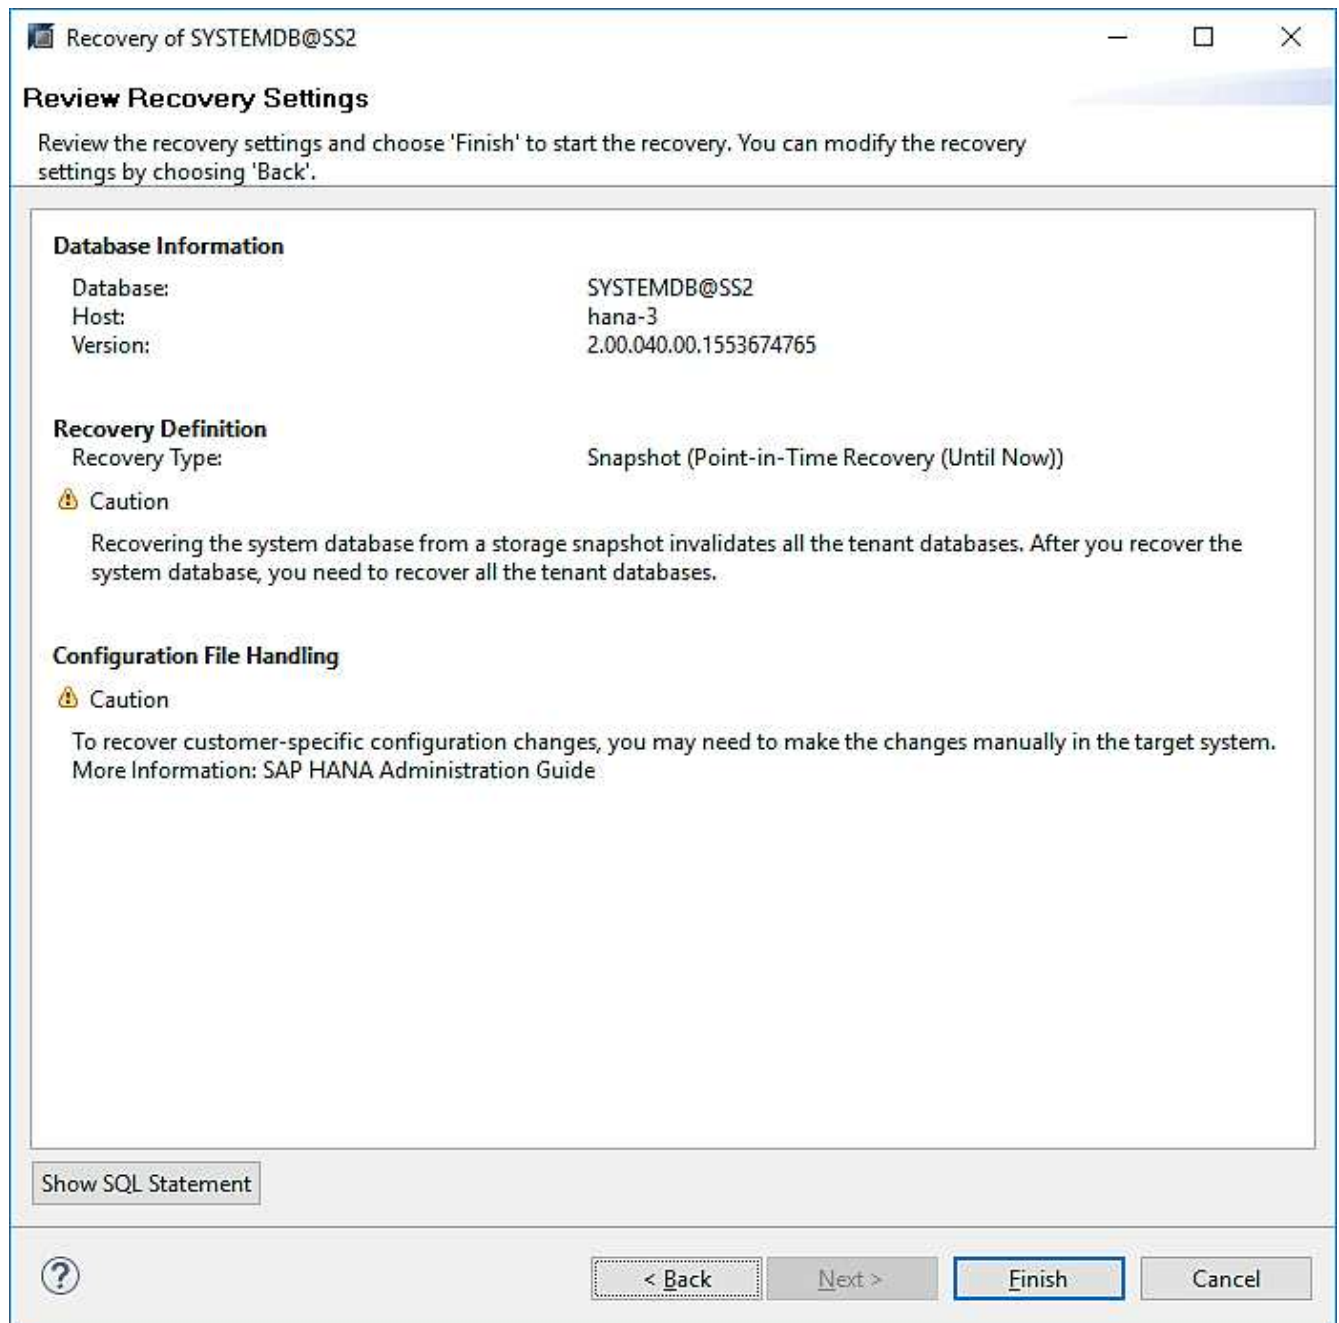 Recovery of SYSTEMDB@SS2
Review Recovery Settings
Review the recovery settings and choose 'Finish' to start the recovery. You can modify the recovery
settings by choosing 'Back'.
Database Information
Database: SYSTEMDB@SS2
Host: hana-3
Version: 2.00.040.00.1553674765
Recovery Definition
Recovery Type: Snapshot (Point-in-Time Recovery (Until Now))
Caution
Recovering the system database from a storage snapshot invalidates all the tenant databases. After you recover the
system database, you need to recover all the tenant databases.
Configuration File Handling
Caution
To recover customer-specific configuration changes, you may need to make the changes manually in the target system.
More Information: SAP HANA Administration Guide
Show SQL Statement
? < Back Next > Finish Cancel